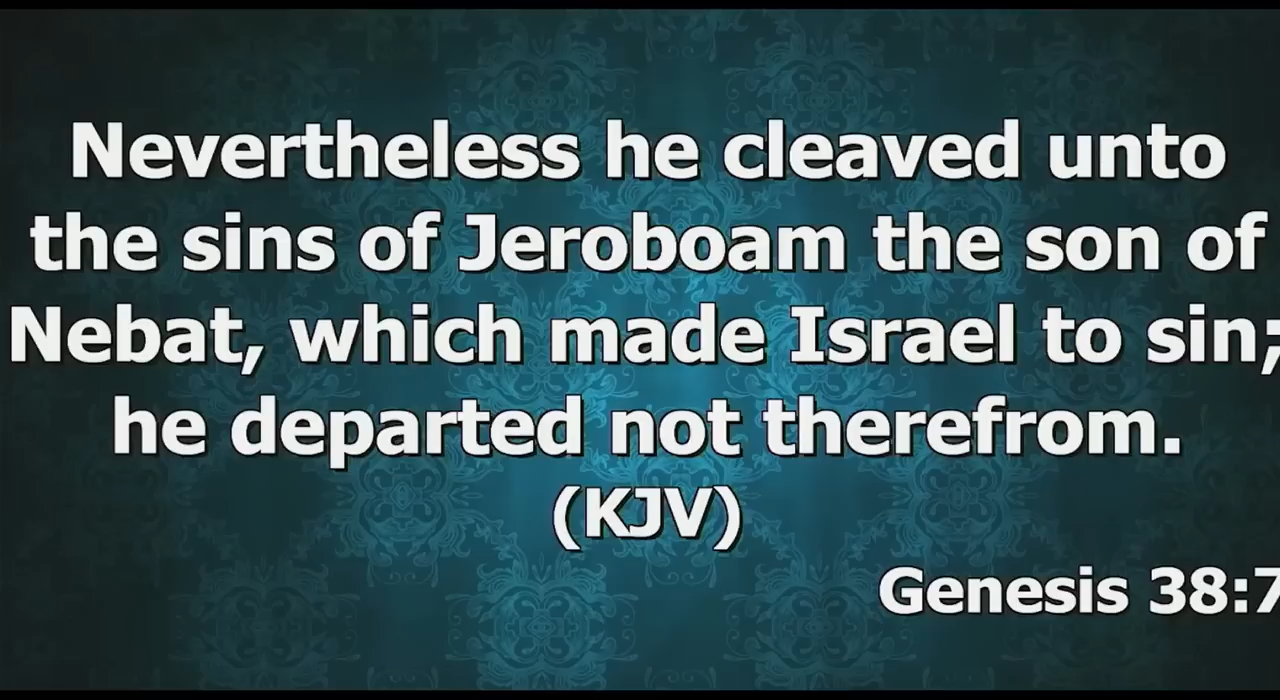 Nevertheless he cleaved unto
the sins of Jeroboam the son of
Nebat, which made Israel to sin;
he departed not therefrom.
(KJV)
Genesis 38:7